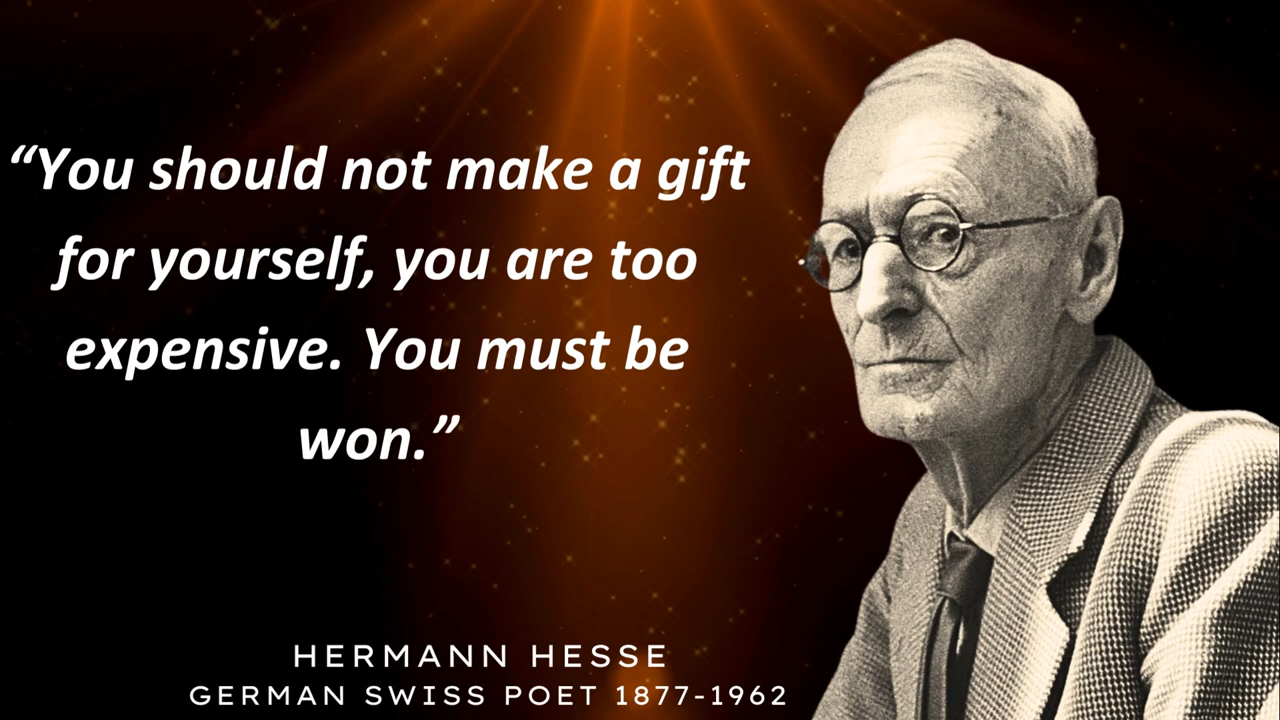 “You should not make a gift
for yourself, you are too
expensive. You must be
won.”
HERMANN HESSE
GERMAN SWISS POET 1877-1962